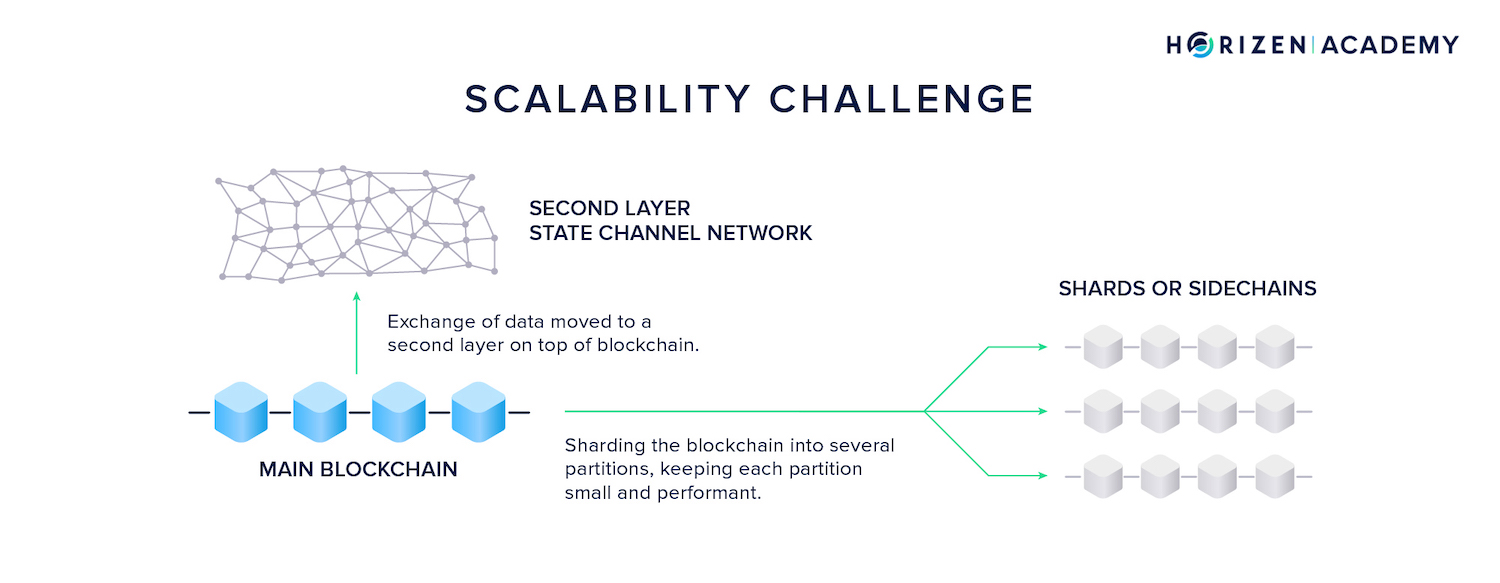 HORIZEN | ACADEMY
SCALABILITY CHALLENGE
SECOND LAYER
STATE CHANNEL NETWORK
Exchange of data moved to a
second layer on top of blockchain.
MAIN BLOCKCHAIN
Sharding the blockchain into several
partitions, keeping each partition
small and performant.
SHARDS OR SIDECHAINS